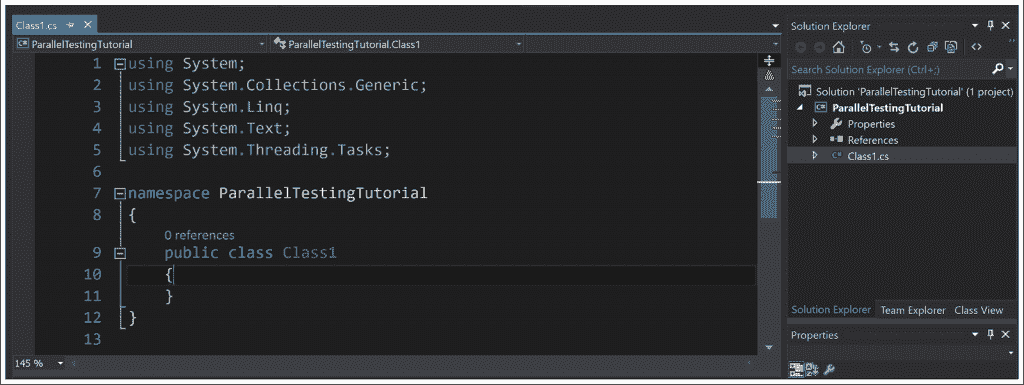 Class1.cs
ParallelTestingTutorial
ParallelTestingTutorial.Class1
1 using System;
2 using System.Collections.Generic;
3 using System.Linq;
4 using System.Text;
5 using System.Threading.Tasks;
6
7 namespace ParallelTestingTutorial
8 {
0 references
9 public class Class1
10 {
11 }
12 }
13
145 %
Solution Explorer
Search Solution Explorer (Ctrl+;)
Solution 'ParallelTestingTutorial' (1 project)
ParallelTestingTutorial
Properties
References
Class1.cs
Solution Explorer Team Explorer Class View
Properties